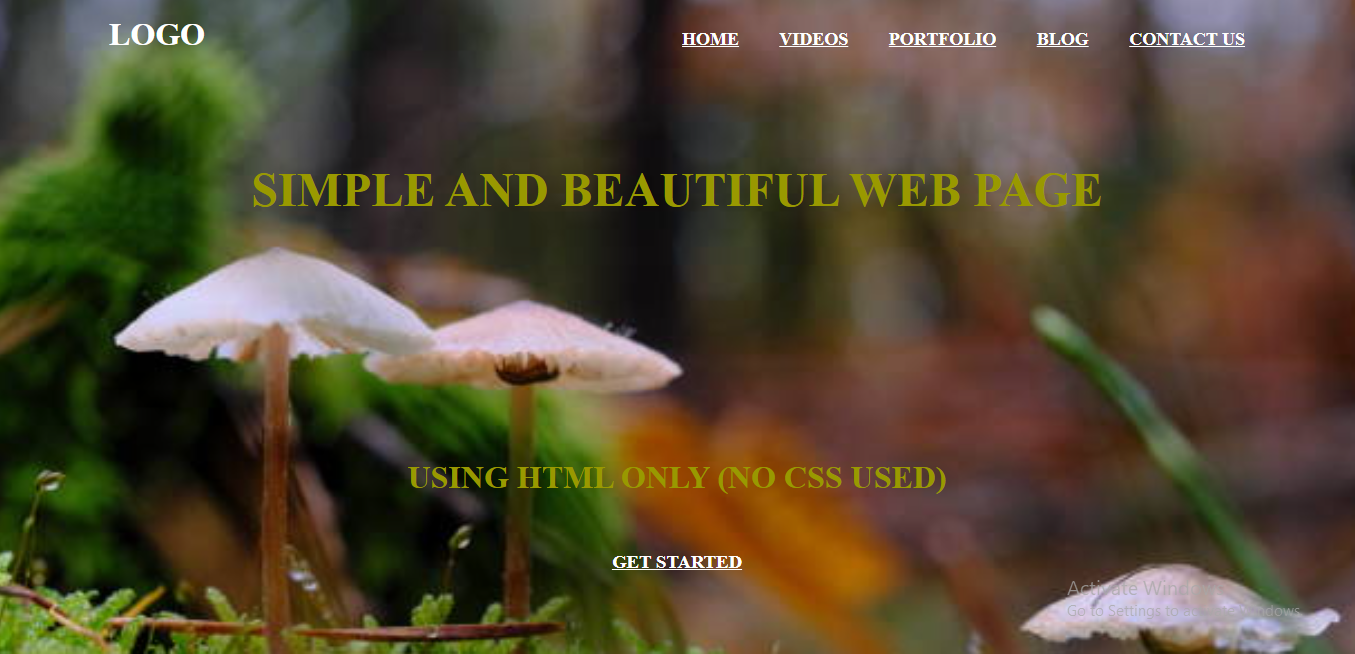 LOGO
HOME VIDEOS PORTFOLIO BLOG CONTACT US
SIMPLE AND BEAUTIFUL WEB PAGE
USING HTML ONLY (NO CSS USED)
GET STARTED
Activate Windows
Go to Settings to activate Windows.